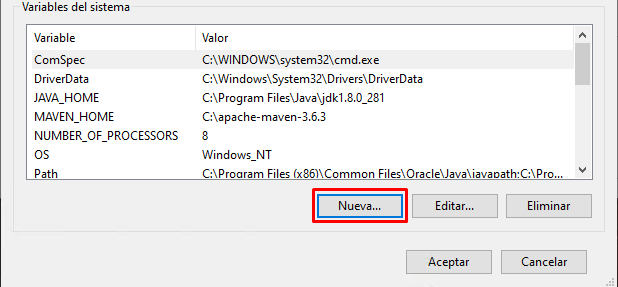 Variables del sistema
Variable Valor
ComSpec C:\WINDOWS\system32\cmd.exe
DriverData C:\Windows\System32\Drivers\DriverData
JAVA_HOME C:\Program Files\Java\jdk1.8.0_281
MAVEN_HOME C:\apache-maven-3.6.3
NUMBER_OF_PROCESSORS 8
OS Windows_NT
Path C:\Program Files (x86)\Common Files\Oracle\Java\javapath;C:\Pro...
Nueva... Editar... Eliminar
Aceptar Cancelar